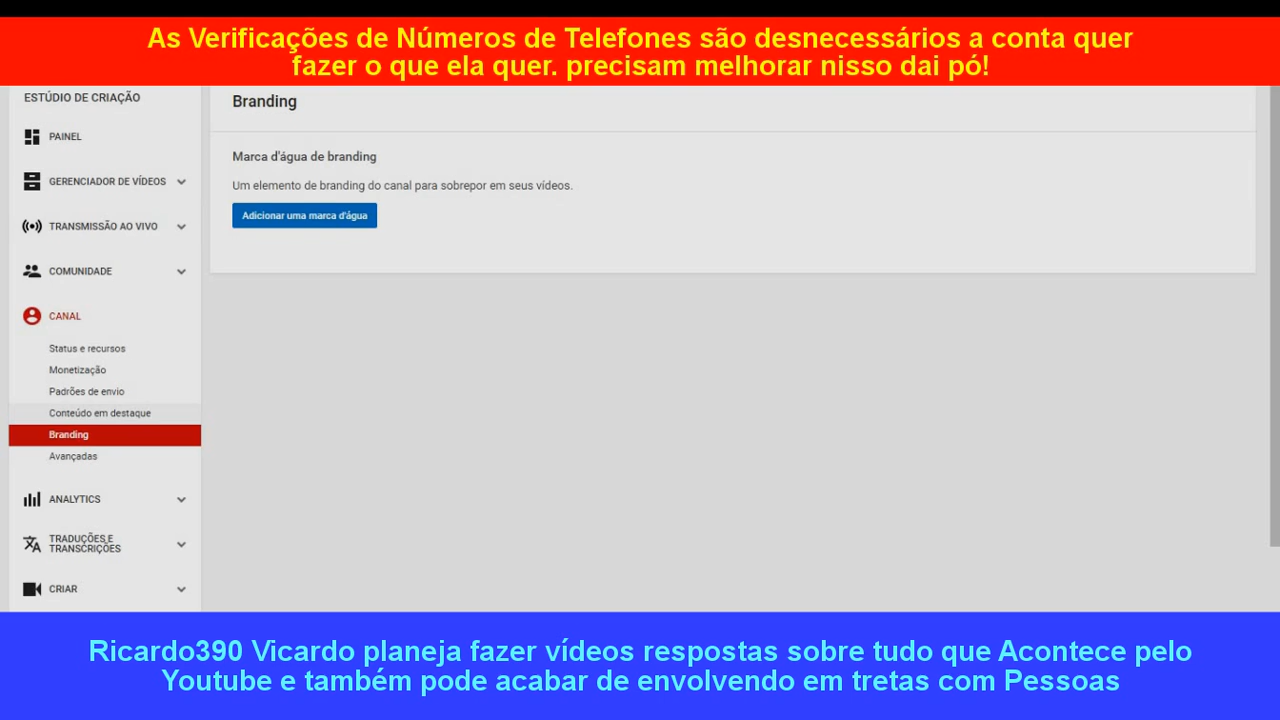 As Verificações de Números de Telefones são desnecessários a conta quer
fazer o que ela quer. precisam melhorar nisso dai pó!
ESTÚDIO DE CRIAÇÃO
PAINEL
GERENCIADOR DE VÍDEOS
TRANSMISSÃO AO VIVO
COMUNIDADE
CANAL
Status e recursos
Monetização
Padrões de envio
Conteúdo em destaque
Branding
Avançadas
ANALYTICS
TRADUÇÕES E
TRANSCRIÇÕES
CRIAR
Branding
Marca d'água de branding
Um elemento de branding do canal para sobrepor em seus vídeos.
Adicionar uma marca d'água
Ricardo390 Vicardo planeja fazer vídeos respostas sobre tudo que Acontece pelo
Youtube e também pode acabar de envolvendo em tretas com Pessoas